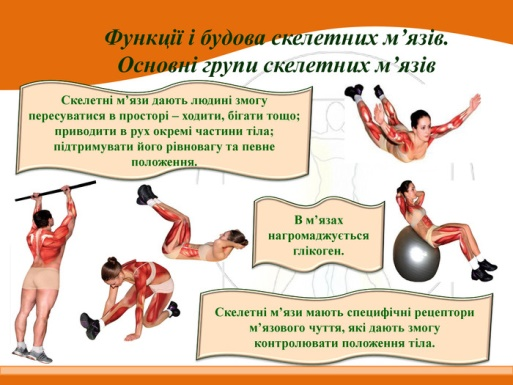 Функції і будова скелетних м’язів.
Основні групи скелетних м’язів
Скелетні м’язи дають людині змогу
пересуватися в просторі – ходити, бігати тощо;
приводити в рух окремі частини тіла;
підтримувати його рівновагу та певне
положення.
В м’язах
нагромаджується
глікоген.
Скелетні м’язи мають специфічні рецептори
м’язового чуття, які дають змогу
контролювати положення тіла.